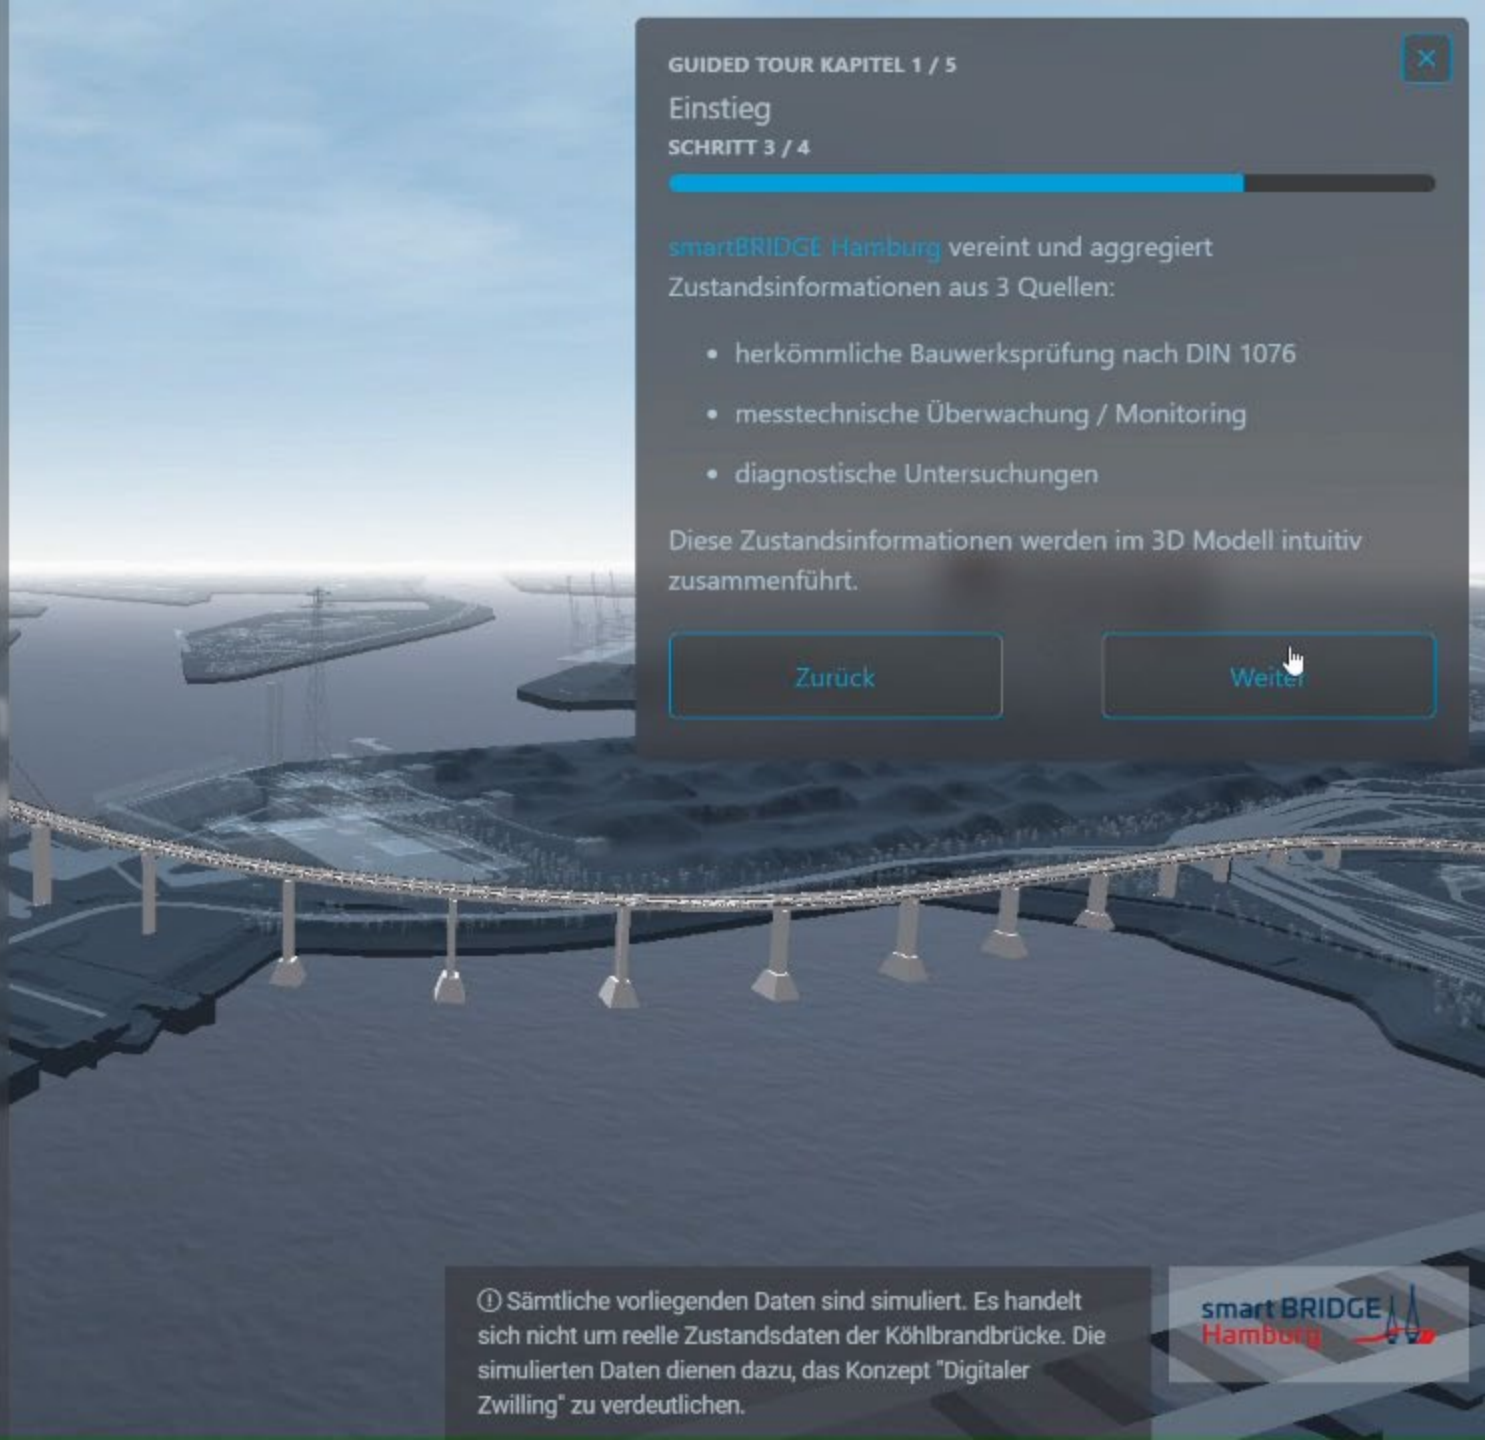 GUIDED TOUR KAPITEL 1 / 5
Einstieg
SCHRITT 3 / 4
smartBRIDGE Hamburg vereint und aggregiert
Zustandsinformationen aus 3 Quellen:
• herkömmliche Bauwerksprüfung nach DIN 1076
• messtechnische Überwachung / Monitoring
• diagnostische Untersuchungen
Diese Zustandsinformationen werden im 3D Modell intuitiv
zusammenführt.
Zurück
Weiter
Sämtliche vorliegenden Daten sind simuliert. Es handelt
sich nicht um reelle Zustandsdaten der Köhlbrandbrücke. Die
simulierten Daten dienen dazu, das Konzept "Digitaler
Zwilling" zu verdeutlichen.
smart BRIDGE
Hamburg